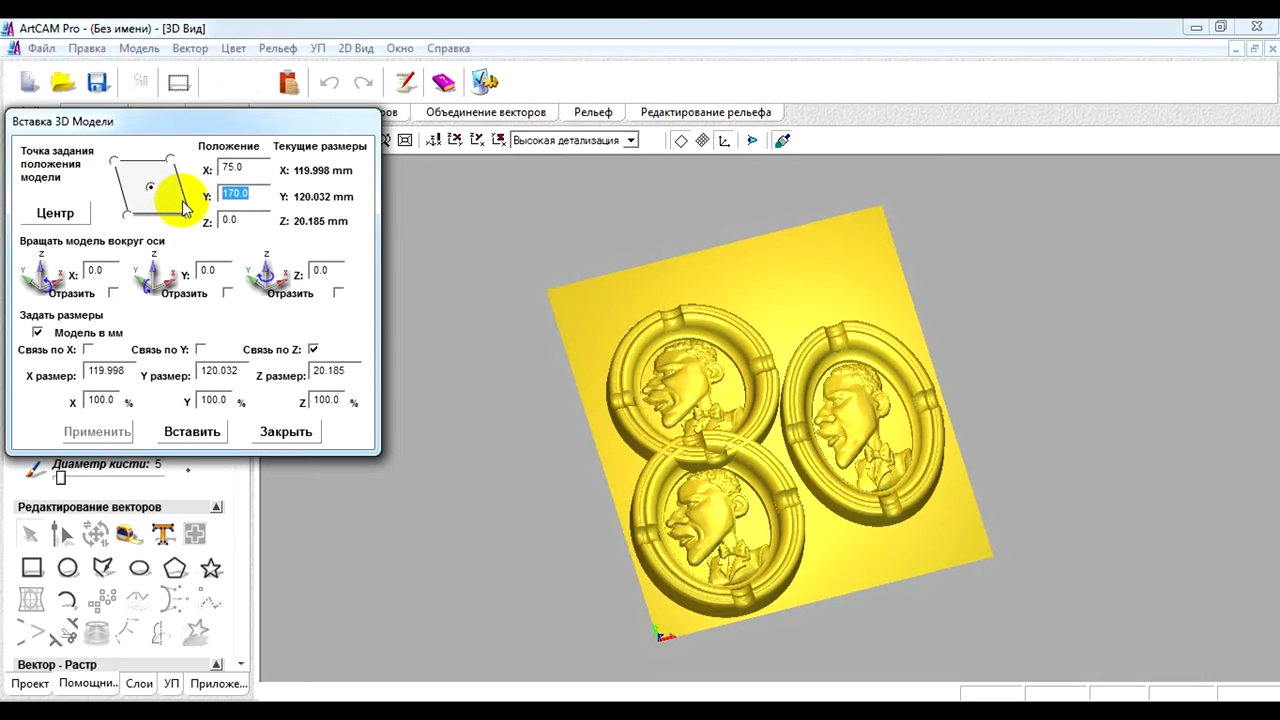 ArtCAM Pro - (Без имени) - [3D Вид]
Файл Правка Модель Вектор Цвет Рельеф УП 2D Вид Окно Справка
Объединение векторов Рельеф Редактирование рельефа
Высокая детализация
Вставка 3D Модели
Точка задания положения модели
Центр
Положение Текущие размеры
X: 75.0 X: 119.998 mm
Y: 170.0 Y: 120.032 mm
Z: 0.0 Z: 20.185 mm
Вращать модель вокруг оси
X: 0.0 Y: 0.0 Z: 0.0
Отразить Отразить Отразить
Задать размеры
Модель в мм
Связь по X: Связь по Y: Связь по Z:
X размер: 119.998 Y размер: 120.032 Z размер: 20.185
X 100.0 % Y 100.0 % Z 100.0 %
Применить Вставить Закрыть
Диаметр кисти: 5
Редактирование векторов
Вектор - Растр
Проект Помощни.. Слои УП Приложе...